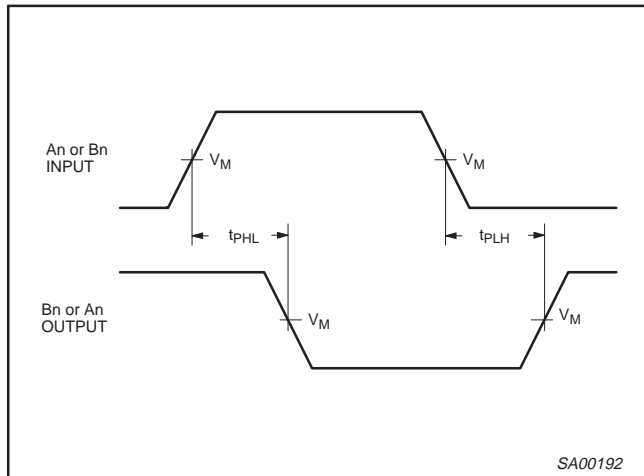 An or Bn
INPUT
VM
VM
tPHL
tPLH
Bn or An
OUTPUT
VM
VM
SA00192